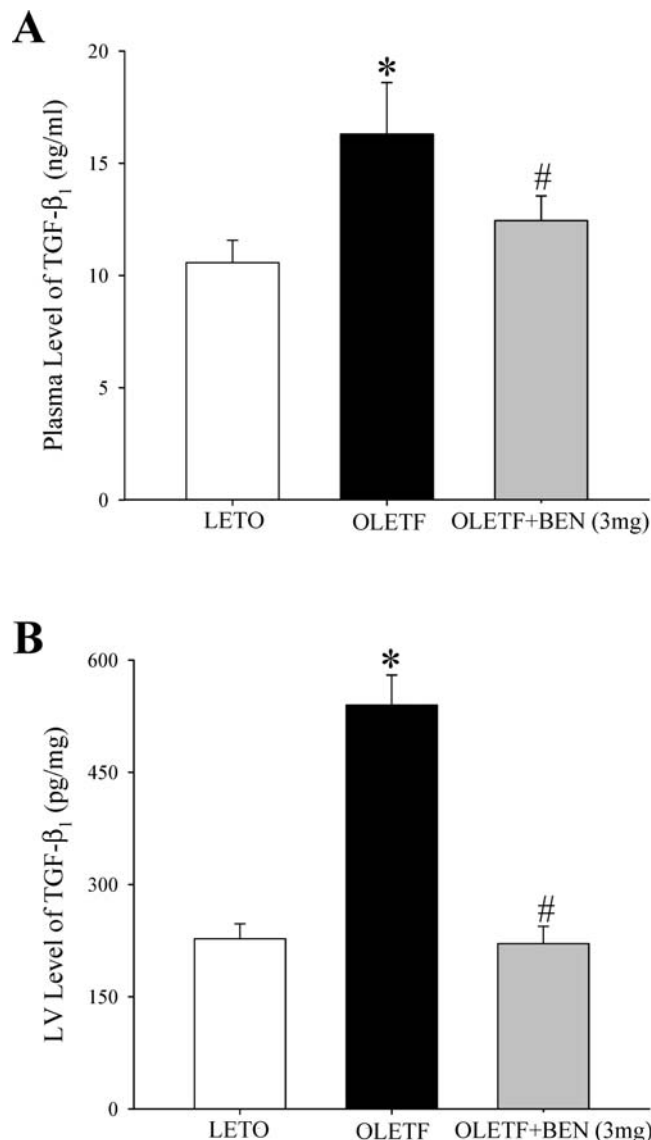 A
20
15
10
5
0
Plasma Level of TGF-β₁ (ng/ml)
*
#
LETO OLETF OLETF+BEN (3mg)
B
600
450
300
150
0
LV Level of TGF-β₁ (pg/mg)
*
#
LETO OLETF OLETF+BEN (3mg)